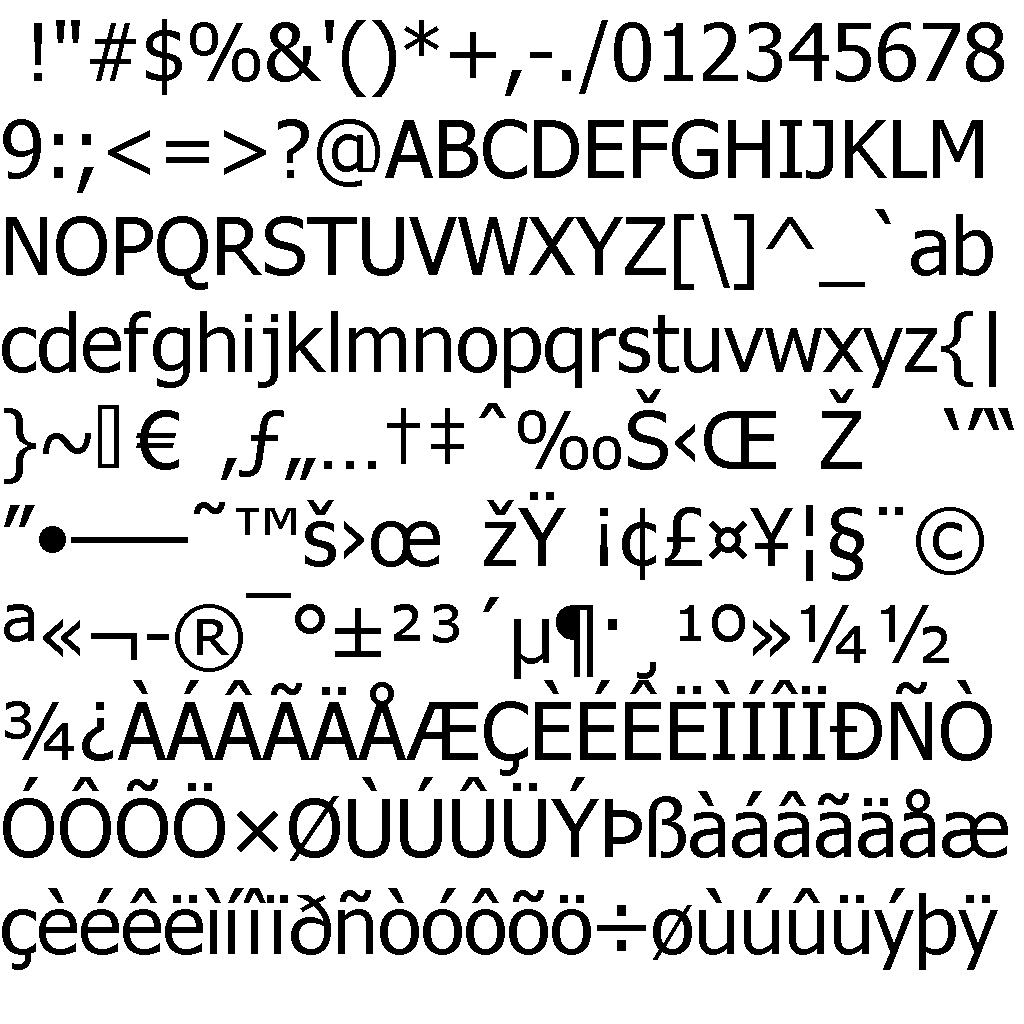 !"#$%&'()*+,-./012345678
9:;<=>?@ABCDEFGHIJKLM
NOPQRSTUVWXYZ[\]^_`ab
cdefghijklmnopqrstuvwxyz{|
}~▯€ ‚ƒ„…†‡ˆ‰Š‹Œ Ž ‘’“
”•–—˜™š›œ žŸ ¡¢£¤¥¦§¨©
ª«¬-®¯°±²³´µ¶·¸¹º»¼½
¾¿ÀÁÂÃÄÅÆÇÈÉÊËÌÍÎÏÐÑÒ
ÓÔÕÖ×ØÙÚÛÜÝÞßàáâãäåæ
çèéêëìíîïðñòóôõö÷øùúûüýþÿ